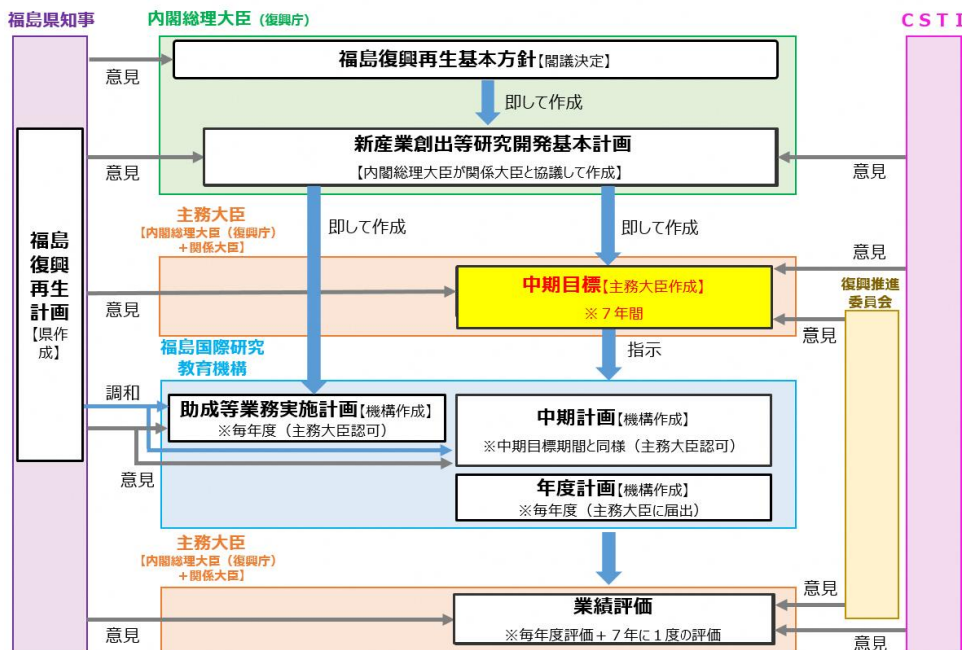 福島県知事
内閣総理大臣（復興庁）
ＣＳＴＩ
福島復興再生基本方針【閣議決定】
意見
即して作成
新産業創出等研究開発基本計画
【内閣総理大臣が関係大臣と協議して作成】
意見
意見
主務大臣
【内閣総理大臣（復興庁）
＋関係大臣】
即して作成
即して作成
福島
復興
再生
計画
【県作
成】
意見
中期目標【主務大臣作成】
※７年間
復興推進
委員会
意見
意見
福島国際研究
教育機構
指示
調和
助成等業務実施計画【機構作成】
※毎年度（主務大臣認可）
中期計画【機構作成】
※中期目標期間と同様（主務大臣認可）
意見
年度計画【機構作成】
※毎年度（主務大臣に届出）
主務大臣
【内閣総理大臣（復興庁）
＋関係大臣】
意見
業績評価
※毎年度評価＋７年に１度の評価
意見
意見